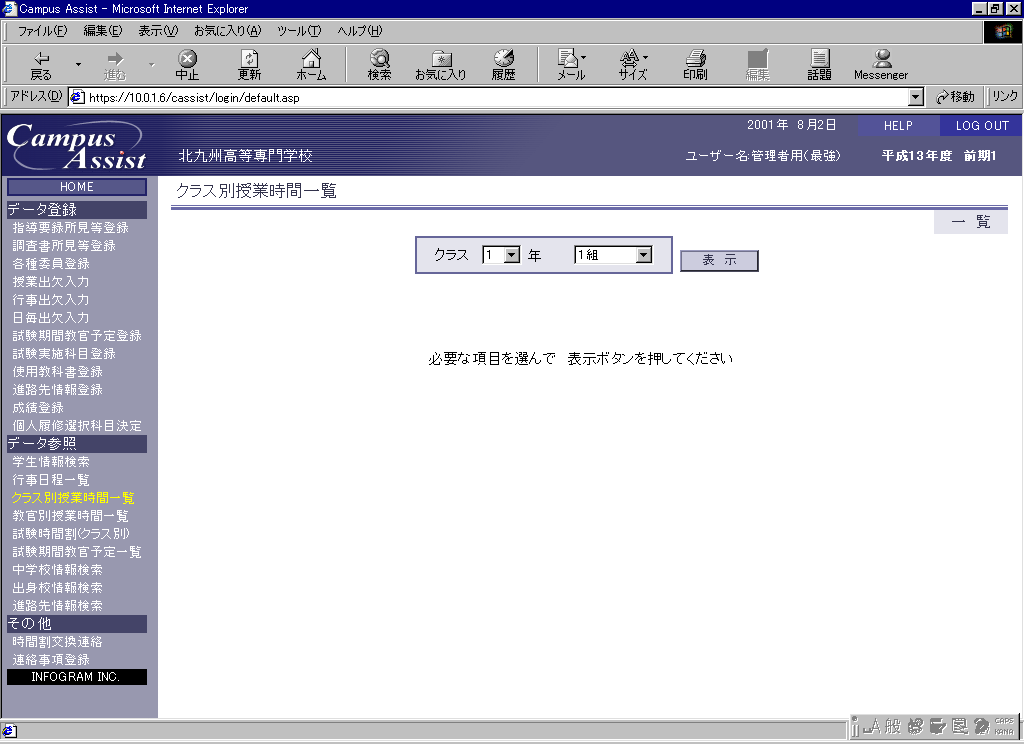 Campus Assist - Microsoft Internet Explorer
ファイル(F) 編集(E) 表示(V) お気に入り(A) ツール(T) ヘルプ(H)
戻る 進む 中止 更新 ホーム 検索 お気に入り 履歴 メール サイズ 印刷 編集 話題 Messenger
アドレス(D) https://10.0.1.6/cassist/login/default.asp 移動 リンク
Campus Assist
2001年 8月2日 HELP LOG OUT
北九州高等専門学校 ユーザー名:管理者用(最強) 平成13年度 前期1
HOME
クラス別授業時間一覧
一 覧
データ登録
指導要録所見等登録
調査書所見等登録
各種委員登録
授業出欠入力
行事出欠入力
日毎出欠入力
試験期間教官予定登録
試験実施科目登録
使用教科書登録
進路先情報登録
成績登録
個人履修選択科目決定
データ参照
学生情報検索
行事日程一覧
クラス別授業時間一覧
教官別授業時間一覧
試験時間割(クラス別)
試験期間教官予定一覧
中学校情報検索
出身校情報検索
進路先情報検索
その他
時間割交換連絡
連絡事項登録
INFOGRAM INC.
クラス 1 年 1組 表 示
必要な項目を選んで 表示ボタンを押してください
A 般 CAPS
KANA